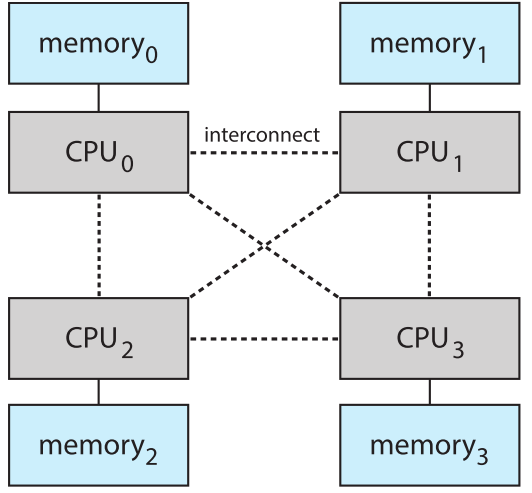 memory₀
memory₁
interconnect
CPU₀
CPU₁
CPU₂
CPU₃
memory₂
memory₃